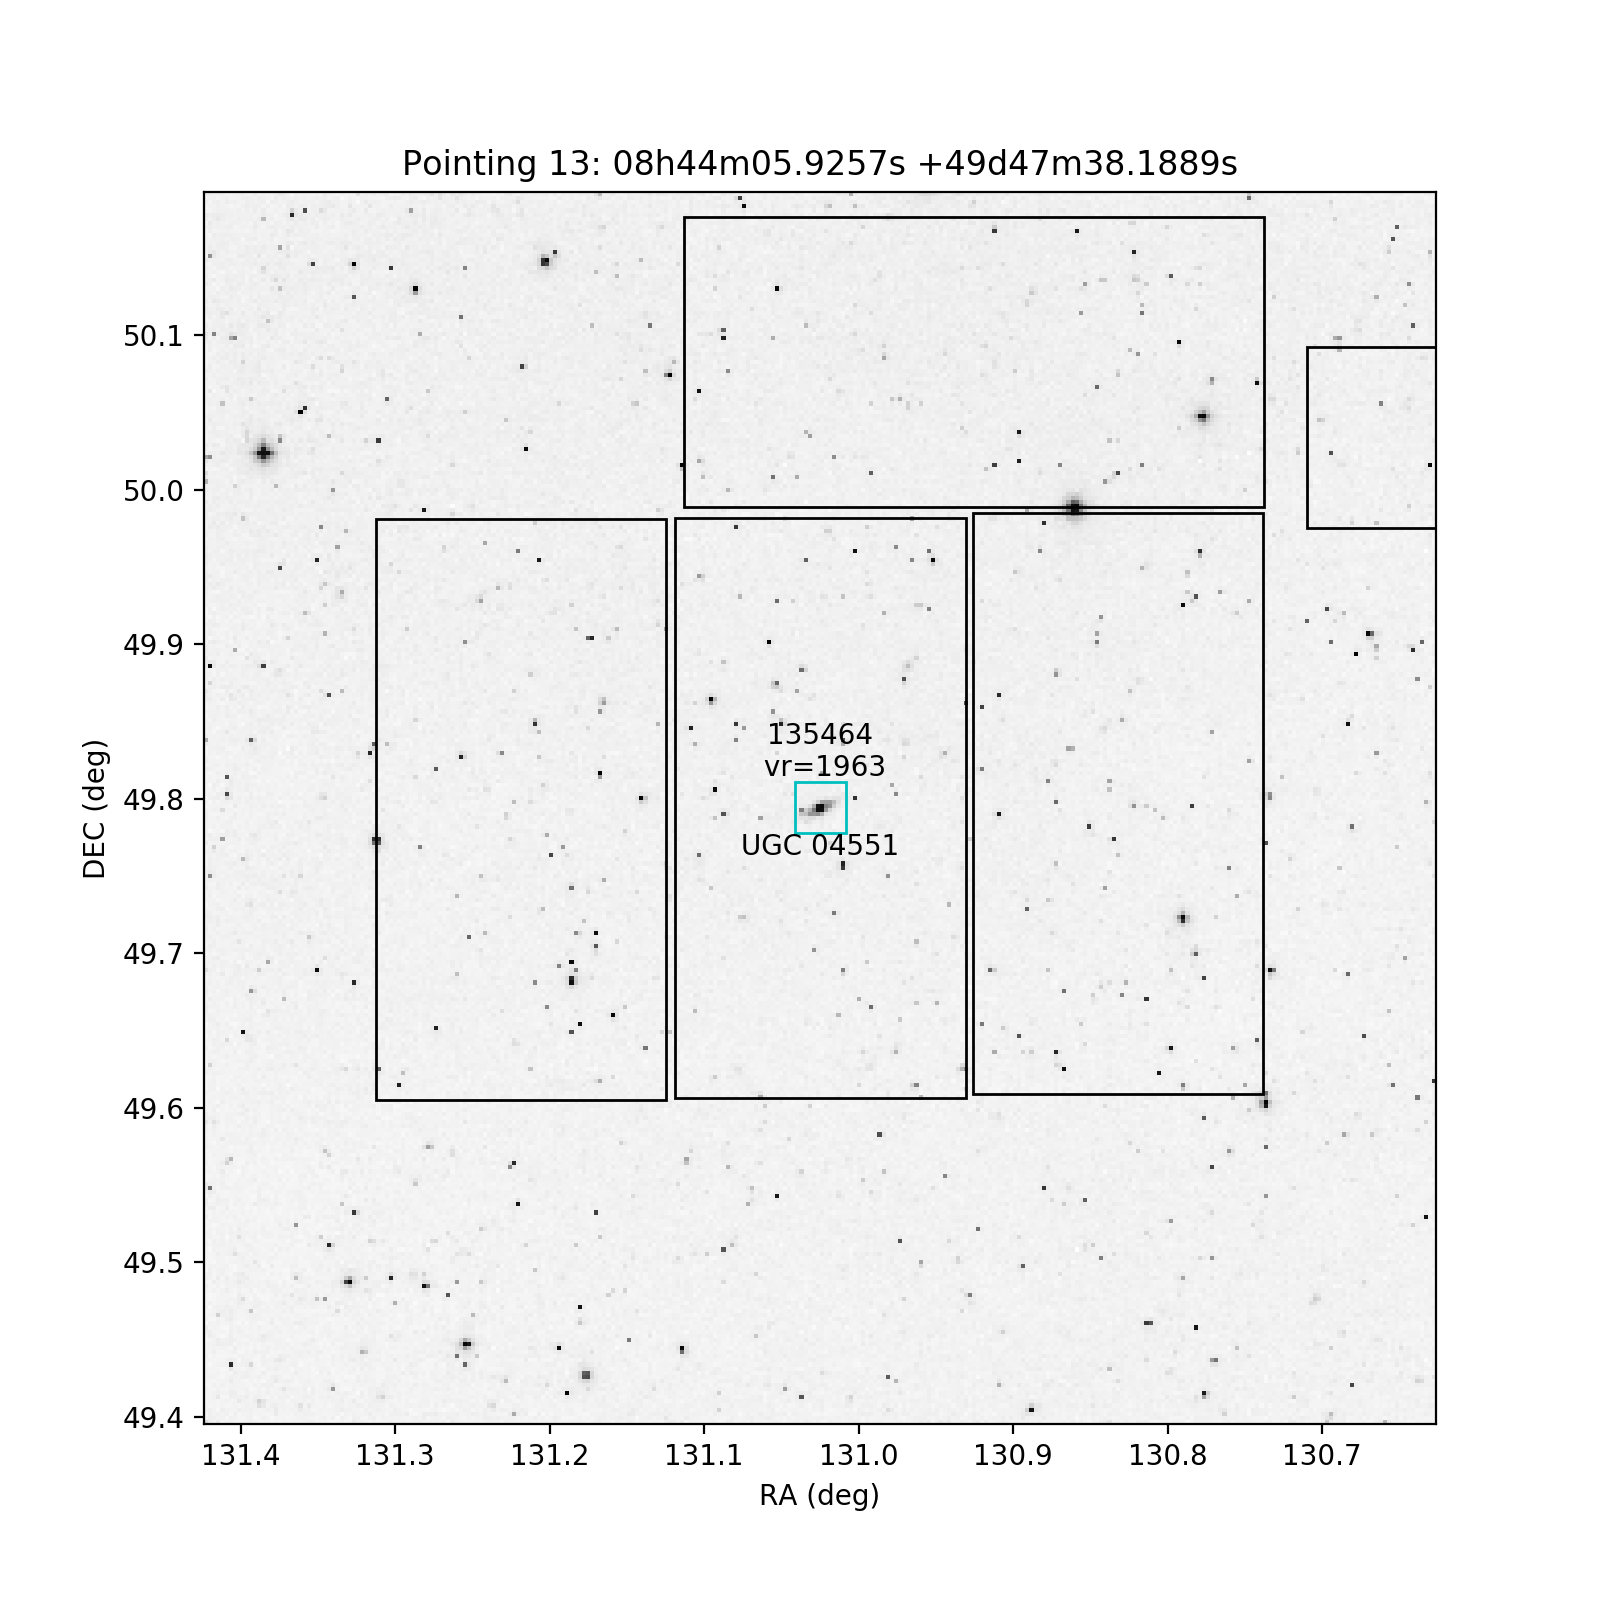 Pointing 13: 08h44m05.9257s +49d47m38.1889s
50.1
50.0
49.9
49.8
49.7
49.6
49.5
49.4
DEC (deg)
135464
vr=1963
UGC 04551
131.4 131.3 131.2 131.1 131.0 130.9 130.8 130.7
RA (deg)